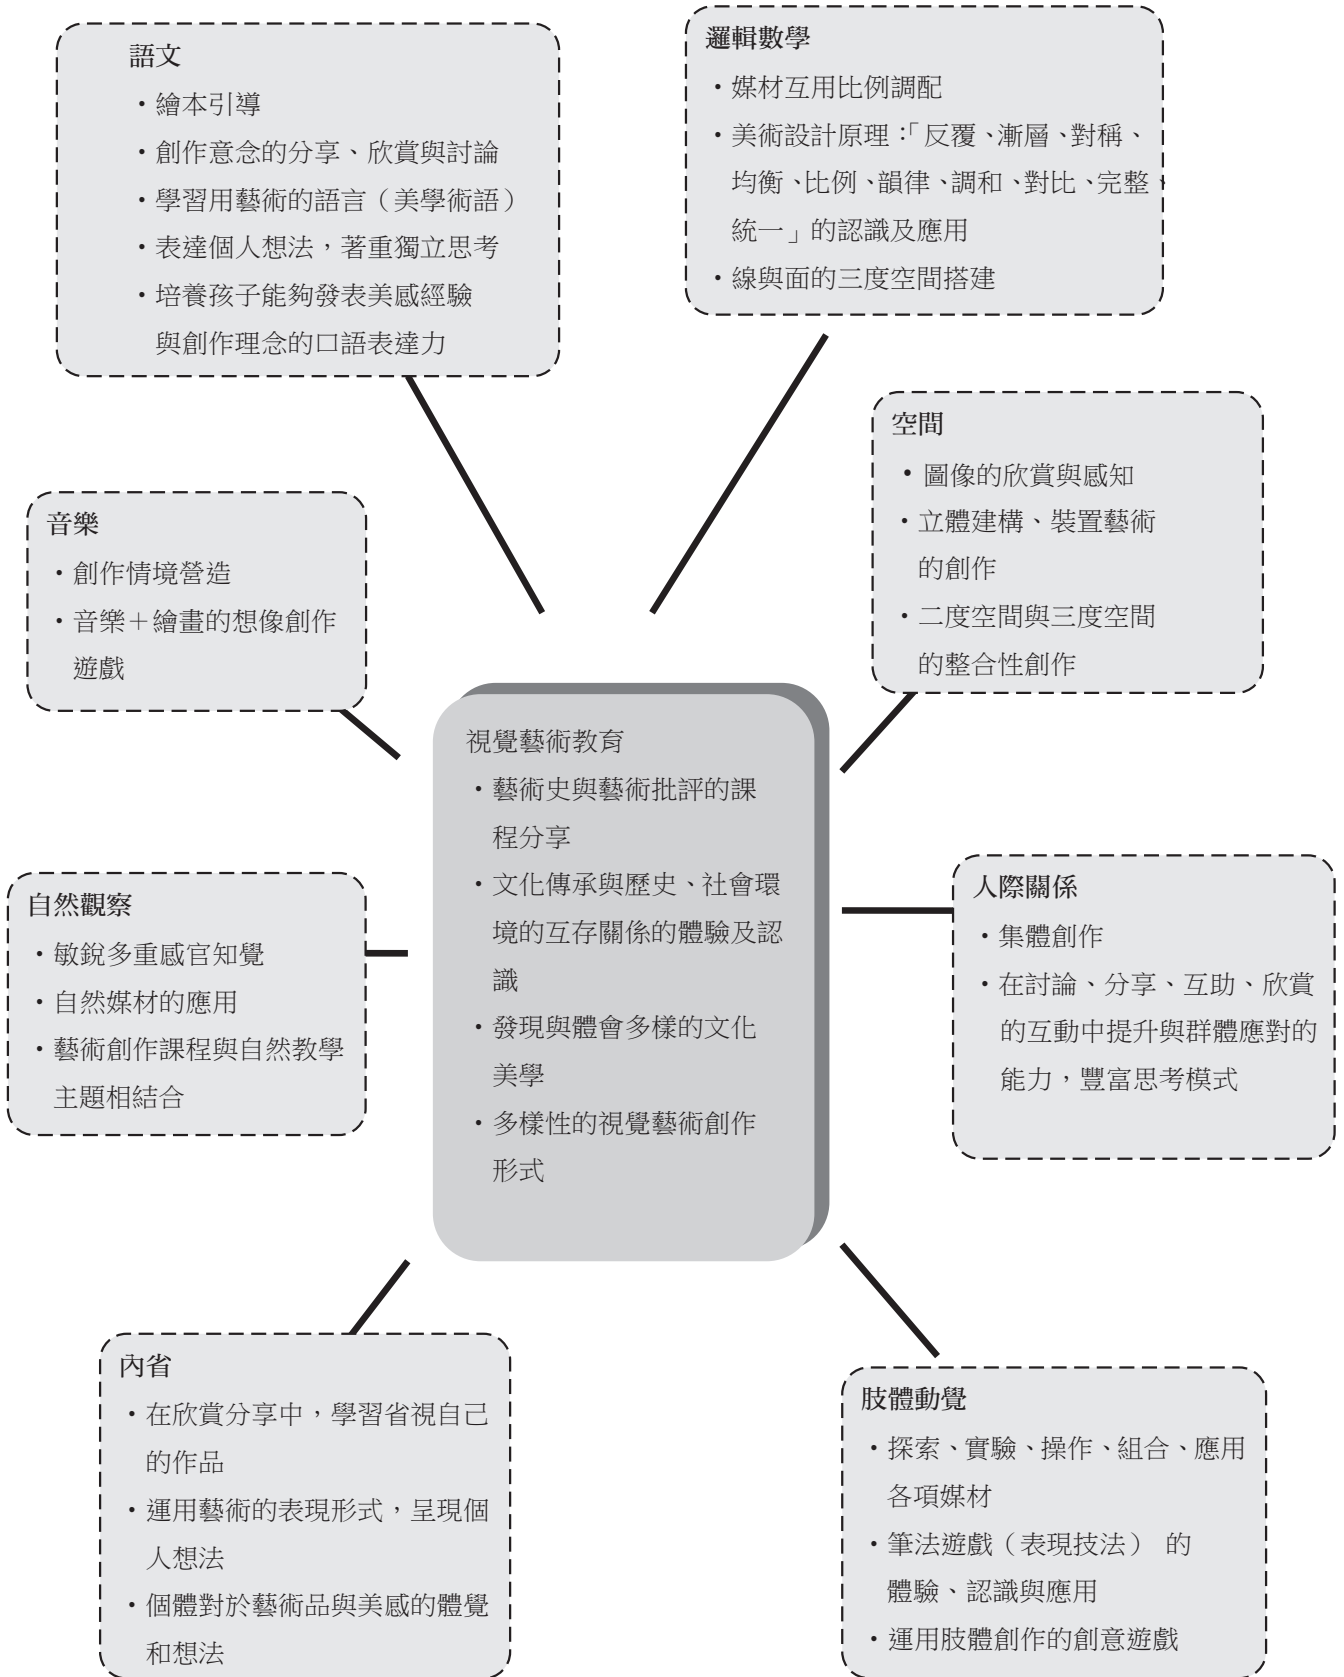 語文
・繪本引導
・創作意念的分享、欣賞與討論
・學習用藝術的語言（美學術語）
・表達個人想法，著重獨立思考
・培養孩子能夠發表美感經驗
與創作理念的口語表達力
邏輯數學
・媒材互用比例調配
・美術設計原理：「反覆、漸層、對稱、
均衡、比例、韻律、調和、對比、完整、
統一」的認識及應用
・線與面的三度空間搭建
空間
・圖像的欣賞與感知
・立體建構、裝置藝術
的創作
・二度空間與三度空間
的整合性創作
音樂
・創作情境營造
・音樂＋繪畫的想像創作
遊戲
視覺藝術教育
・藝術史與藝術批評的課
程分享
・文化傳承與歷史、社會環
境的互存關係的體驗及認
識
・發現與體會多樣的文化
美學
・多樣性的視覺藝術創作
形式
自然觀察
・敏銳多重感官知覺
・自然媒材的應用
・藝術創作課程與自然教學
主題相結合
人際關係
・集體創作
・在討論、分享、互助、欣賞
的互動中提升與群體應對的
能力，豐富思考模式
內省
・在欣賞分享中，學習省視自己
的作品
・運用藝術的表現形式，呈現個
人想法
・個體對於藝術品與美感的體覺
和想法
肢體動覺
・探索、實驗、操作、組合、應用
各項媒材
・筆法遊戲（表現技法） 的
體驗、認識與應用
・運用肢體創作的創意遊戲